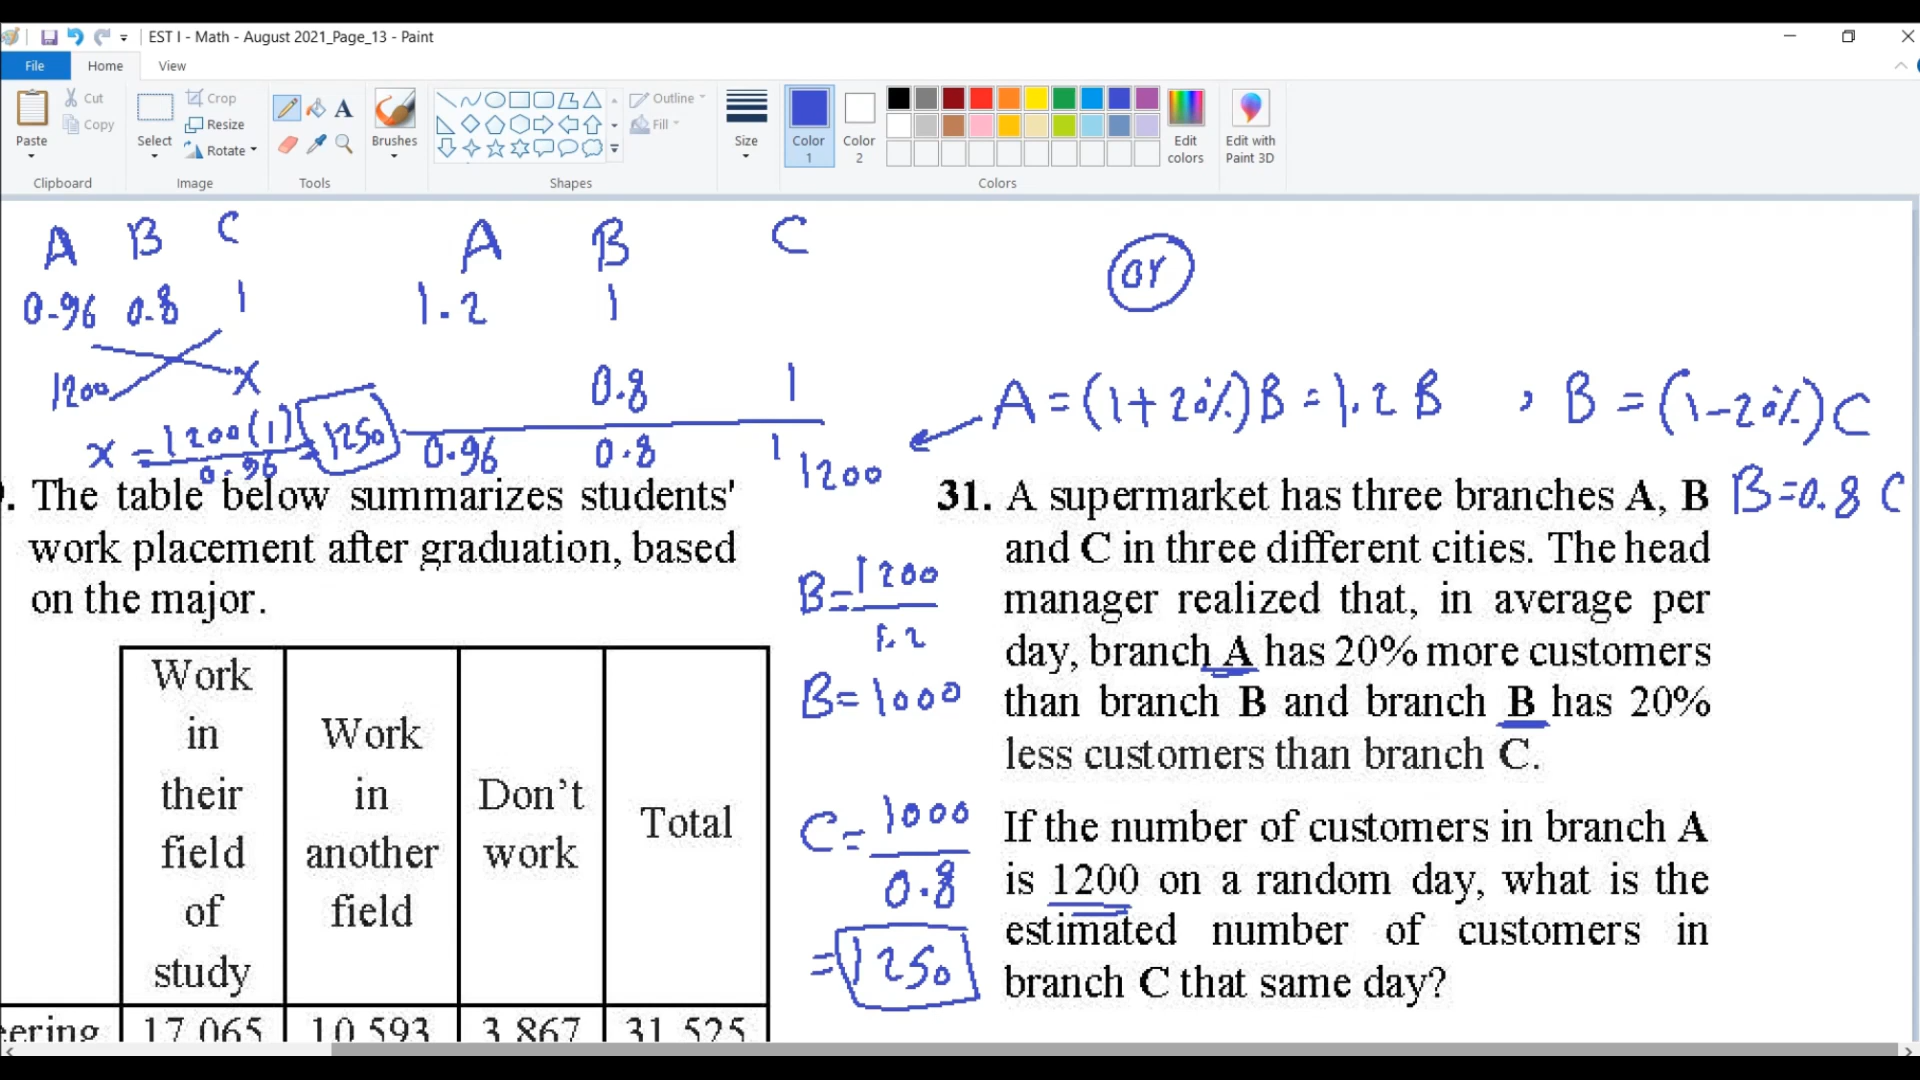 EST I - Math - August 2021_Page_13 - Paint
File Home View
Paste Cut Copy Clipboard
Select Crop Resize Rotate Image
Tools
Brushes
Outline Fill Shapes
Size
Color 1
Color 2
Colors
Edit colors
Edit with Paint 3D
A B C
0.96 0.8 1
1200 x
x = 1200(1) / 0.96 = 1250
A B C
1.2 1
0.8 1
0.96 0.8 1
or
A = (1+20%)B = 1.2 B , B = (1-20%)C
B=0.8 C
. The table below summarizes students'
work placement after graduation, based
on the major.
Work in their field of study
Work in another field
Don't work
Total
eering 17,065 10,593 3,867 31,525
1200
B = 1200 / 1.2
B = 1000
C = 1000 / 0.8
= 1250
31. A supermarket has three branches A, B
and C in three different cities. The head
manager realized that, in average per
day, branch A has 20% more customers
than branch B and branch B has 20%
less customers than branch C.
If the number of customers in branch A
is 1200 on a random day, what is the
estimated number of customers in
branch C that same day?